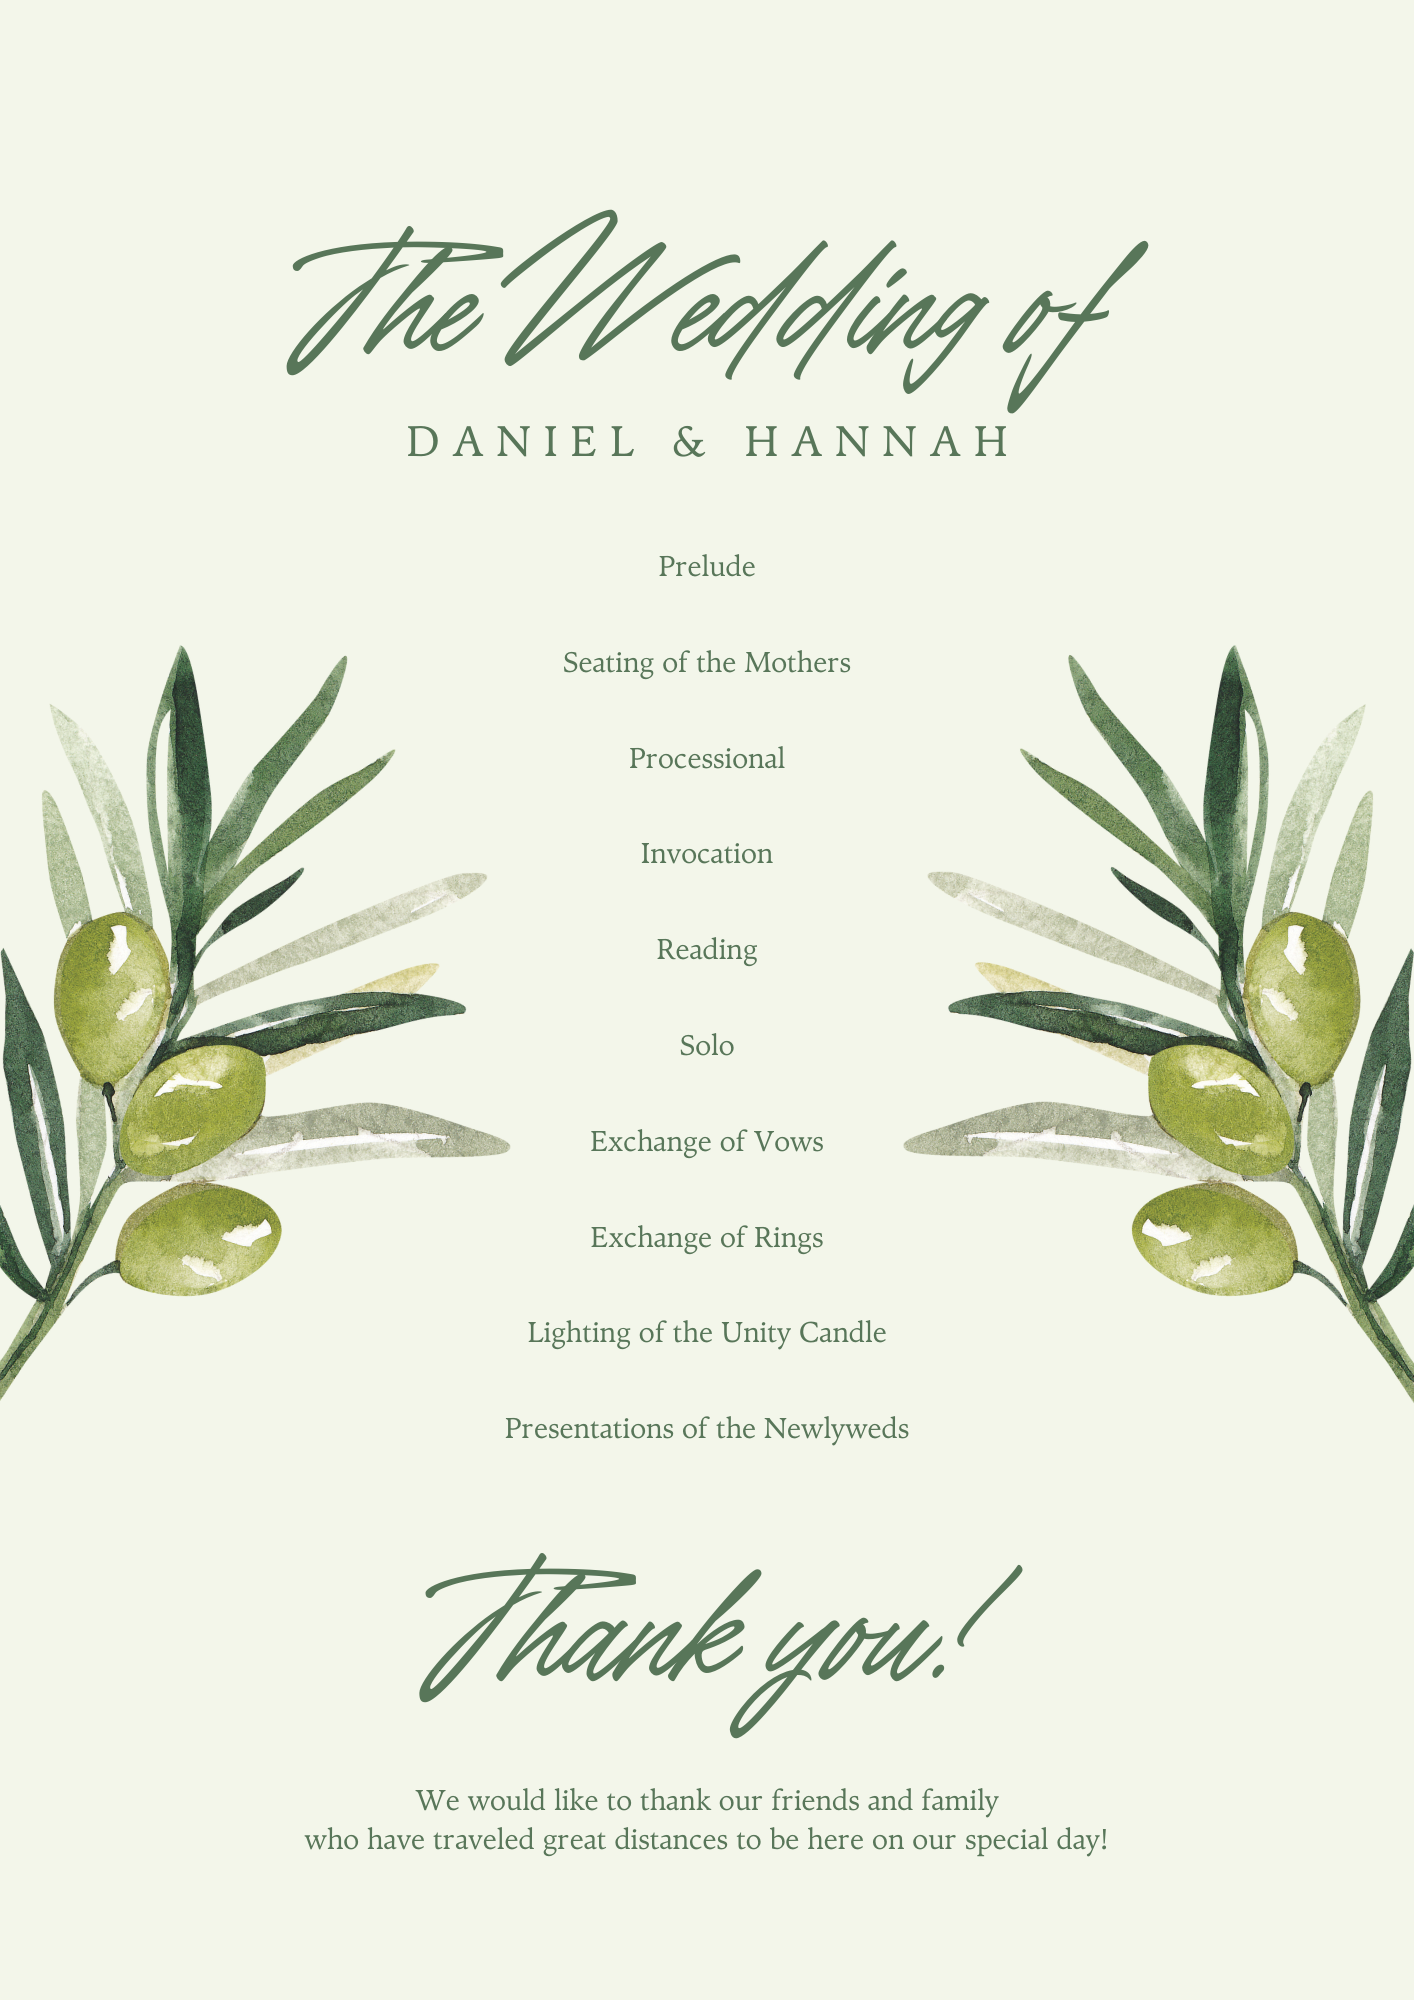 The Wedding of
DANIEL & HANNAH
Prelude
Seating of the Mothers
Processional
Invocation
Reading
Solo
Exchange of Vows
Exchange of Rings
Lighting of the Unity Candle
Presentations of the Newlyweds
Thank you!
We would like to thank our friends and family
who have traveled great distances to be here on our special day!